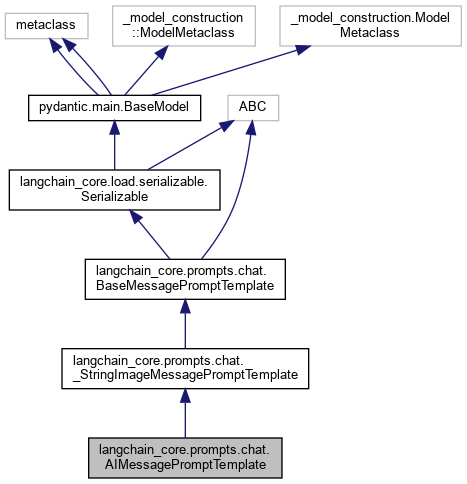 metaclass
_model_construction
::ModelMetaclass
_model_construction.Model
Metaclass
pydantic.main.BaseModel
ABC
langchain_core.load.serializable.
Serializable
langchain_core.prompts.chat.
BaseMessagePromptTemplate
langchain_core.prompts.chat.
_StringImageMessagePromptTemplate
langchain_core.prompts.chat.
AIMessagePromptTemplate